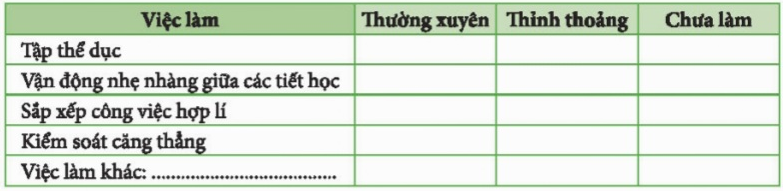 Việc làm Thường xuyên Thỉnh thoảng Chưa làm
Tập thể dục
Vận động nhẹ nhàng giữa các tiết học
Sắp xếp công việc hợp lí
Kiểm soát căng thẳng
Việc làm khác: ......................................